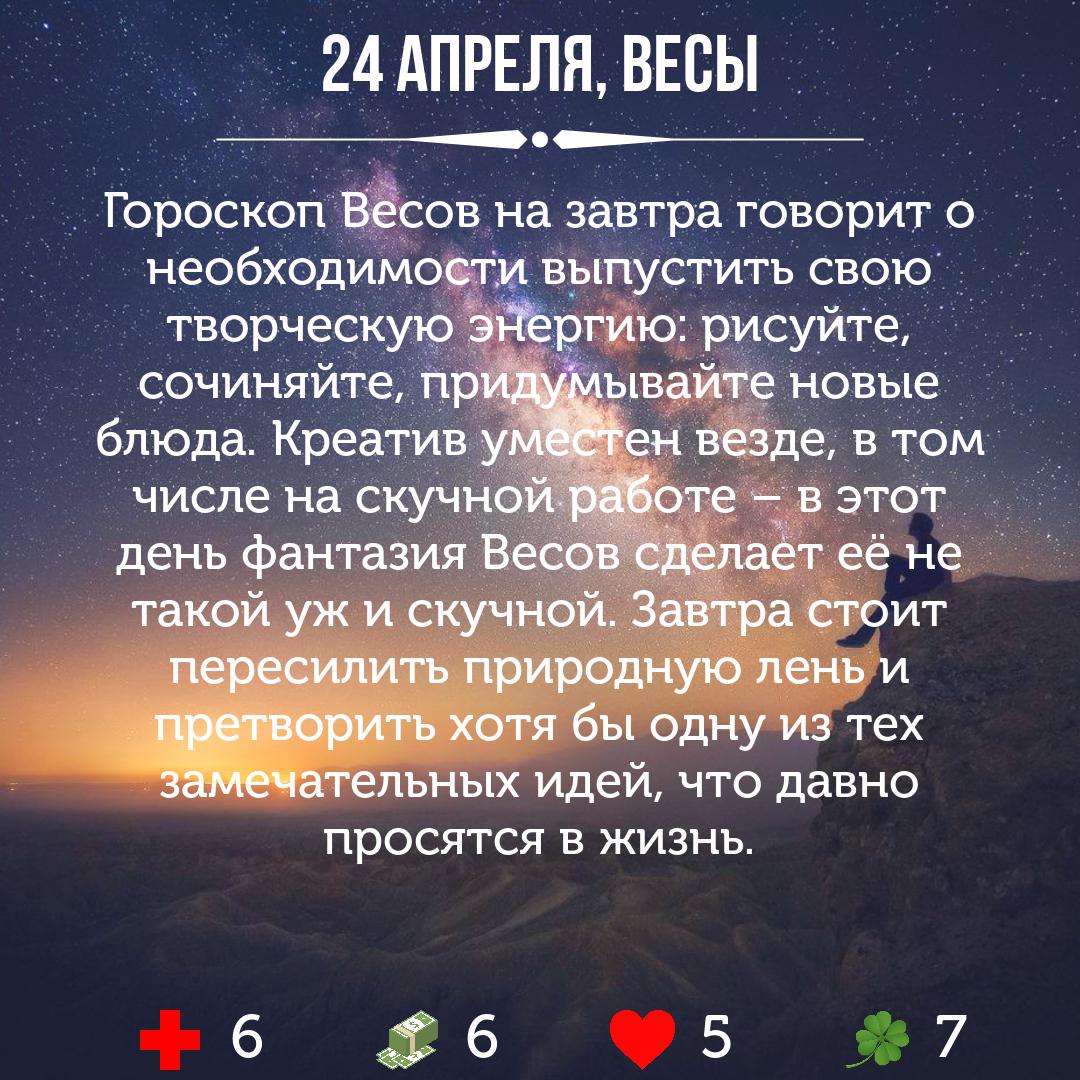 24 АПРЕЛЯ, ВЕСЫ
Гороскоп Весов на завтра говорит о
необходимости выпустить свою
творческую энергию: рисуйте,
сочиняйте, придумывайте новые
блюда. Креатив уместен везде, в том
числе на скучной работе – в этот
день фантазия Весов сделает её не
такой уж и скучной. Завтра стоит
пересилить природную лень и
претворить хотя бы одну из тех
замечательных идей, что давно
просятся в жизнь.
6 6 5 7